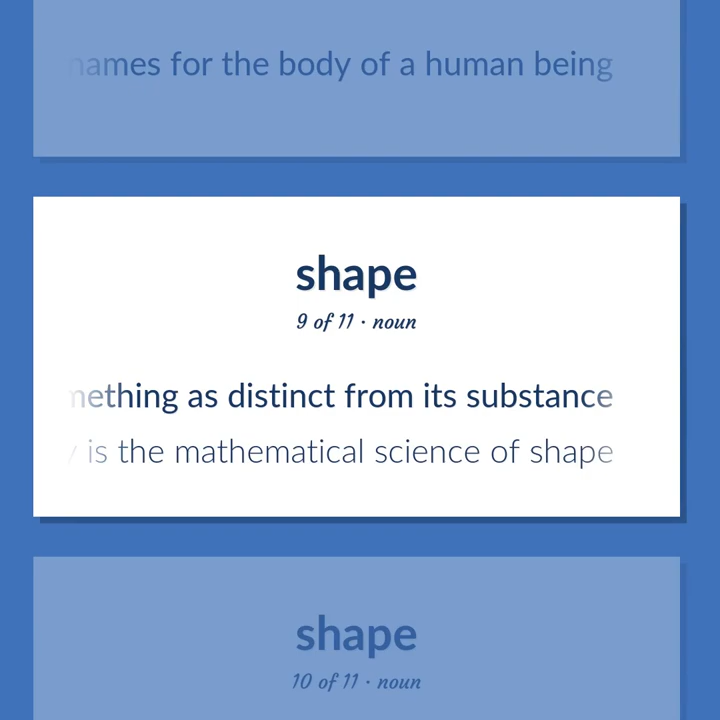 names for the body of a human being
shape
9 of 11 · noun
mething as distinct from its substance
is the mathematical science of shape
shape
10 of 11 · noun